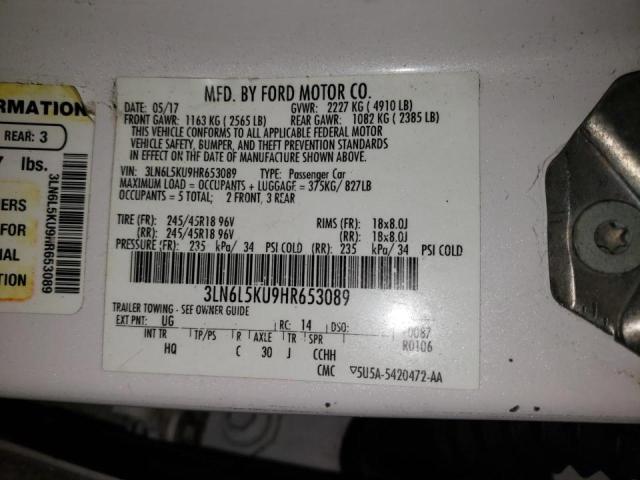 RMATION
REAR: 3
lbs.
ERS
FOR
IAL
3LN6L5KU9HR653089
MFD. BY FORD MOTOR CO.
DATE: 05/17 GVWR: 2227 KG ( 4910 LB)
FRONT GAWR: 1163 KG ( 2565 LB) REAR GAWR: 1082 KG ( 2385 LB)
THIS VEHICLE CONFORMS TO ALL APPLICABLE FEDERAL MOTOR
VEHICLE SAFETY, BUMPER, AND THEFT PREVENTION STANDARDS
IN EFFECT ON THE DATE OF MANUFACTURE SHOWN ABOVE.
VIN: 3LN6L5KU9HR653089 TYPE: Passenger Car
MAXIMUM LOAD = OCCUPANTS + LUGGAGE = 375KG/ 827LB
OCCUPANTS = 5 TOTAL; 2 FRONT, 3 REAR
TIRE (FR): 245/45R18 96V RIMS (FR): 18x8.0J
(RR): 245/45R18 96V (RR): 18x8.0J
PRESSURE (FR): 235 kPa/ 34 PSI COLD (RR): 235 kPa/ 34 PSI COLD
3LN6L5KU9HR653089
TRAILER TOWING - SEE OWNER GUIDE
EXT PNT: UG RC: 14 DSO: 0087
INT TR TP/PS R AXLE TR SPR R0106
HQ C 30 J CCHH
CMC ▽5U5A-5420472-AA